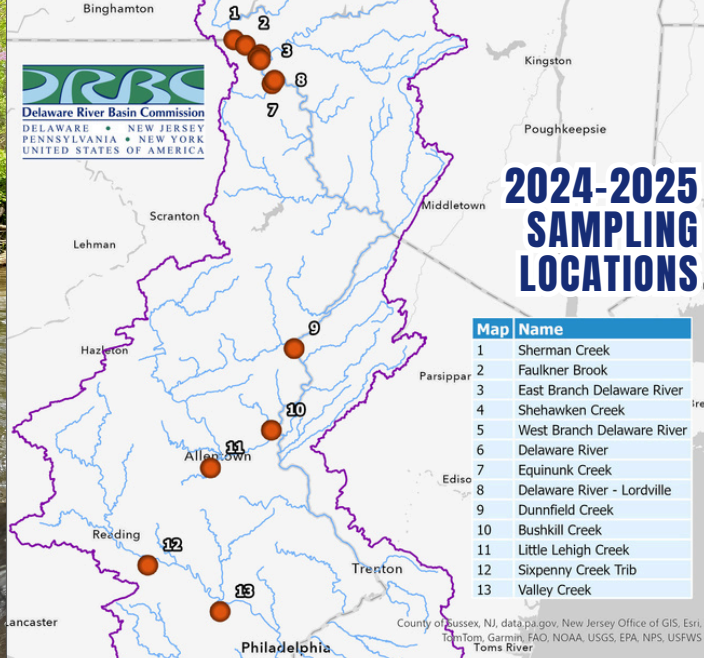 Binghamton
1
2
3
8
7
Kingston
Poughkeepsie
DRBC
Delaware River Basin Commission
DELAWARE • NEW JERSEY
PENNSYLVANIA • NEW YORK
UNITED STATES OF AMERICA
2024-2025
SAMPLING
LOCATIONS
Middletown
Scranton
Lehman
9
Hazleton
Parsippar
10
11
Allentown
Ediso
Reading
12
Trenton
13
ancaster
Philadelphia
Toms River
Map Name
1 Sherman Creek
2 Faulkner Brook
3 East Branch Delaware River
4 Shehawken Creek
5 West Branch Delaware River
6 Delaware River
7 Equinunk Creek
8 Delaware River - Lordville
9 Dunnfield Creek
10 Bushkill Creek
11 Little Lehigh Creek
12 Sixpenny Creek Trib
13 Valley Creek
County of Sussex, NJ, data.pa.gov, New Jersey Office of GIS, Esri,
TomTom, Garmin, FAO, NOAA, USGS, EPA, NPS, USFWS